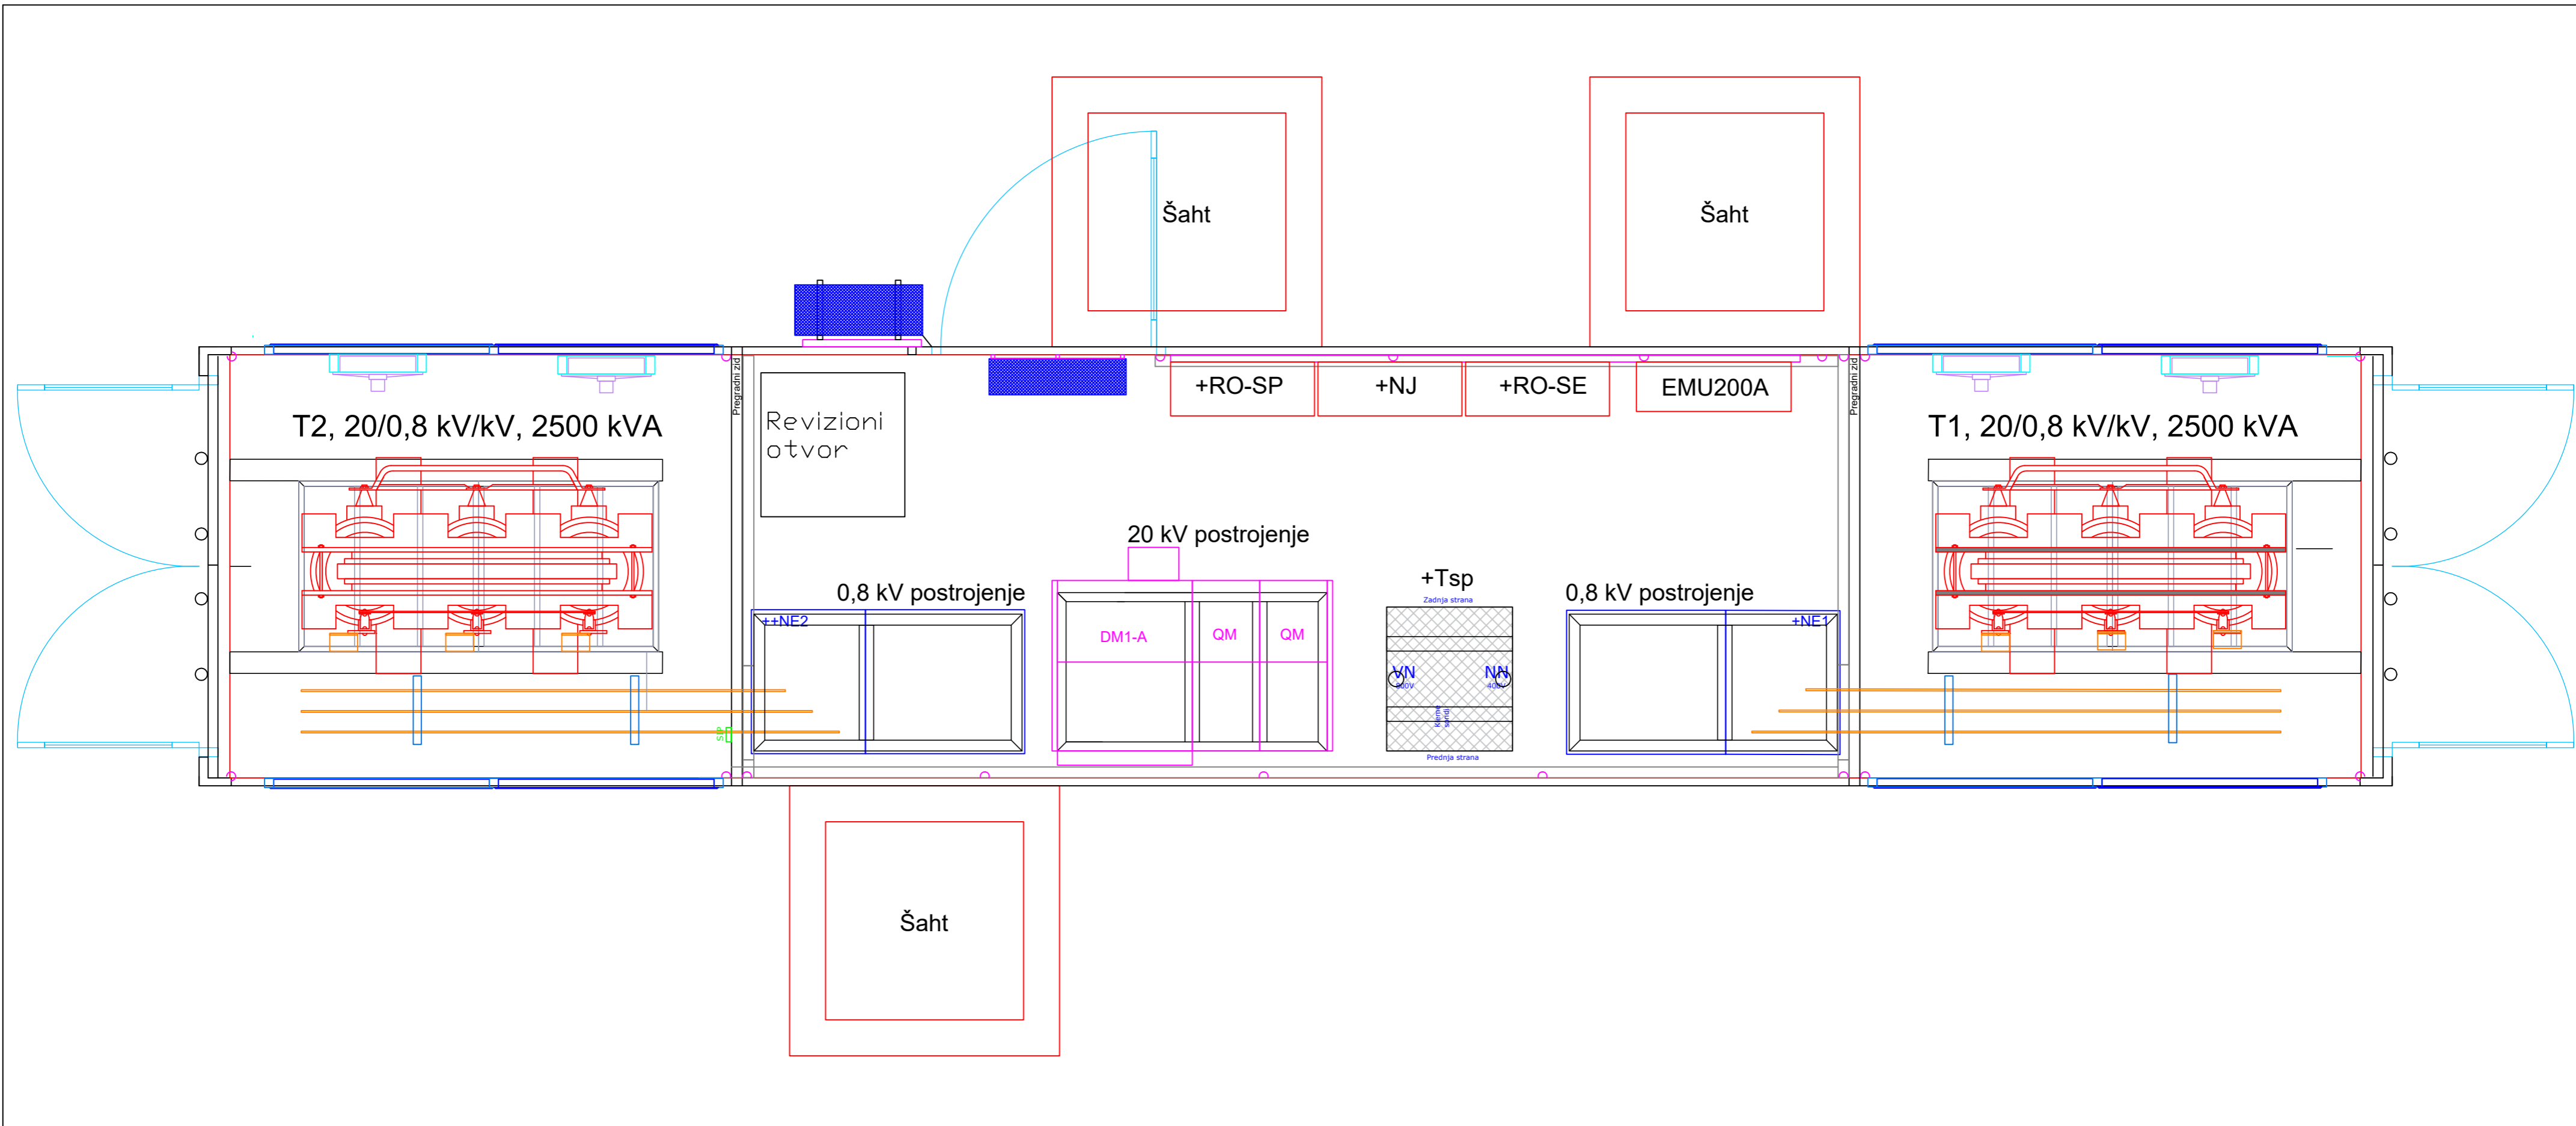 Šaht
Šaht
Pregradni zid
Pregradni zid
+RO-SP
+NJ
+RO-SE
EMU200A
T2, 20/0,8 kV/kV, 2500 kVA
Revizioni
otvor
T1, 20/0,8 kV/kV, 2500 kVA
20 kV postrojenje
0,8 kV postrojenje
+Tsp
0,8 kV postrojenje
Zadnja strana
++NE2
+NE1
DM1-A
QM
QM
VN
800V
NN
400V
Prednja strana
Šaht